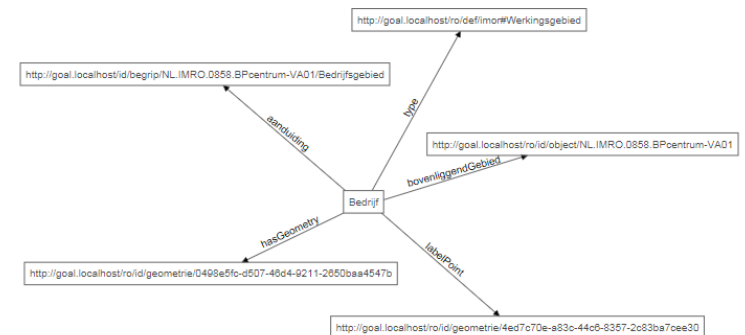 http://goal.localhost/ro/def/imor#Werkingsgebied
http://goal.localhost/id/begrip/NL.IMRO.0858.BPcentrum-VA01/Bedrijfsgebied
type
aanduiding
http://goal.localhost/ro/id/object/NL.IMRO.0858.BPcentrum-VA01
bovenliggendGebied
Bedrijf
hasGeometry
labelPoint
http://goal.localhost/ro/id/geometrie/0498e5fc-d507-46d4-9211-2650baa4547b
http://goal.localhost/ro/id/geometrie/4ed7c70e-a83c-44c6-8357-2c83ba7cee30